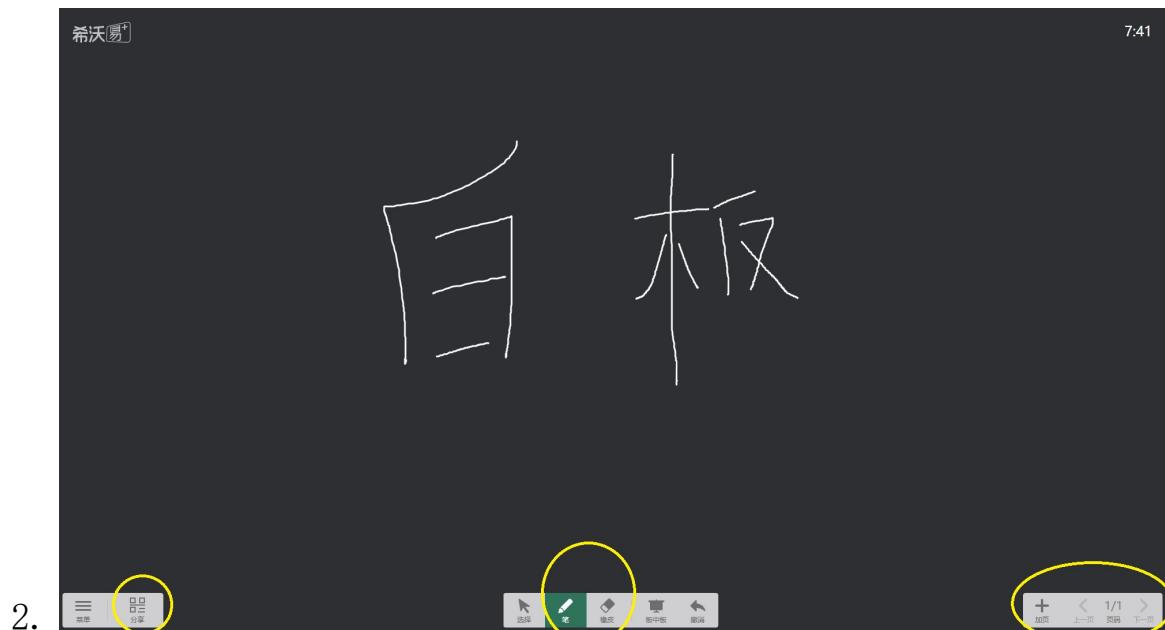 希沃易+
7:41
白板
2.
菜单 分享 选择 笔 橡皮 板中板 撤消 加页 上一页 1/1 页码 下一页